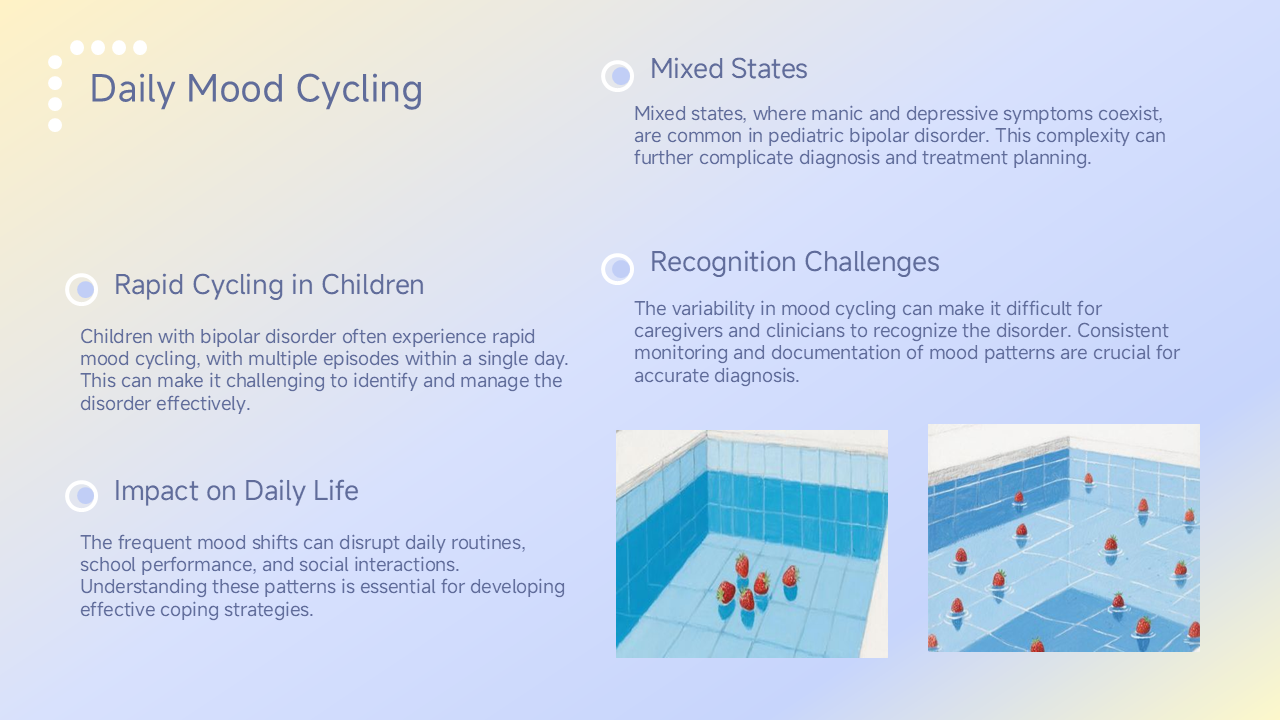 Daily Mood Cycling
Rapid Cycling in Children
Children with bipolar disorder often experience rapid
mood cycling, with multiple episodes within a single day.
This can make it challenging to identify and manage the
disorder effectively.
Impact on Daily Life
The frequent mood shifts can disrupt daily routines,
school performance, and social interactions.
Understanding these patterns is essential for developing
effective coping strategies.
Mixed States
Mixed states, where manic and depressive symptoms coexist,
are common in pediatric bipolar disorder. This complexity can
further complicate diagnosis and treatment planning.
Recognition Challenges
The variability in mood cycling can make it difficult for
caregivers and clinicians to recognize the disorder. Consistent
monitoring and documentation of mood patterns are crucial for
accurate diagnosis.